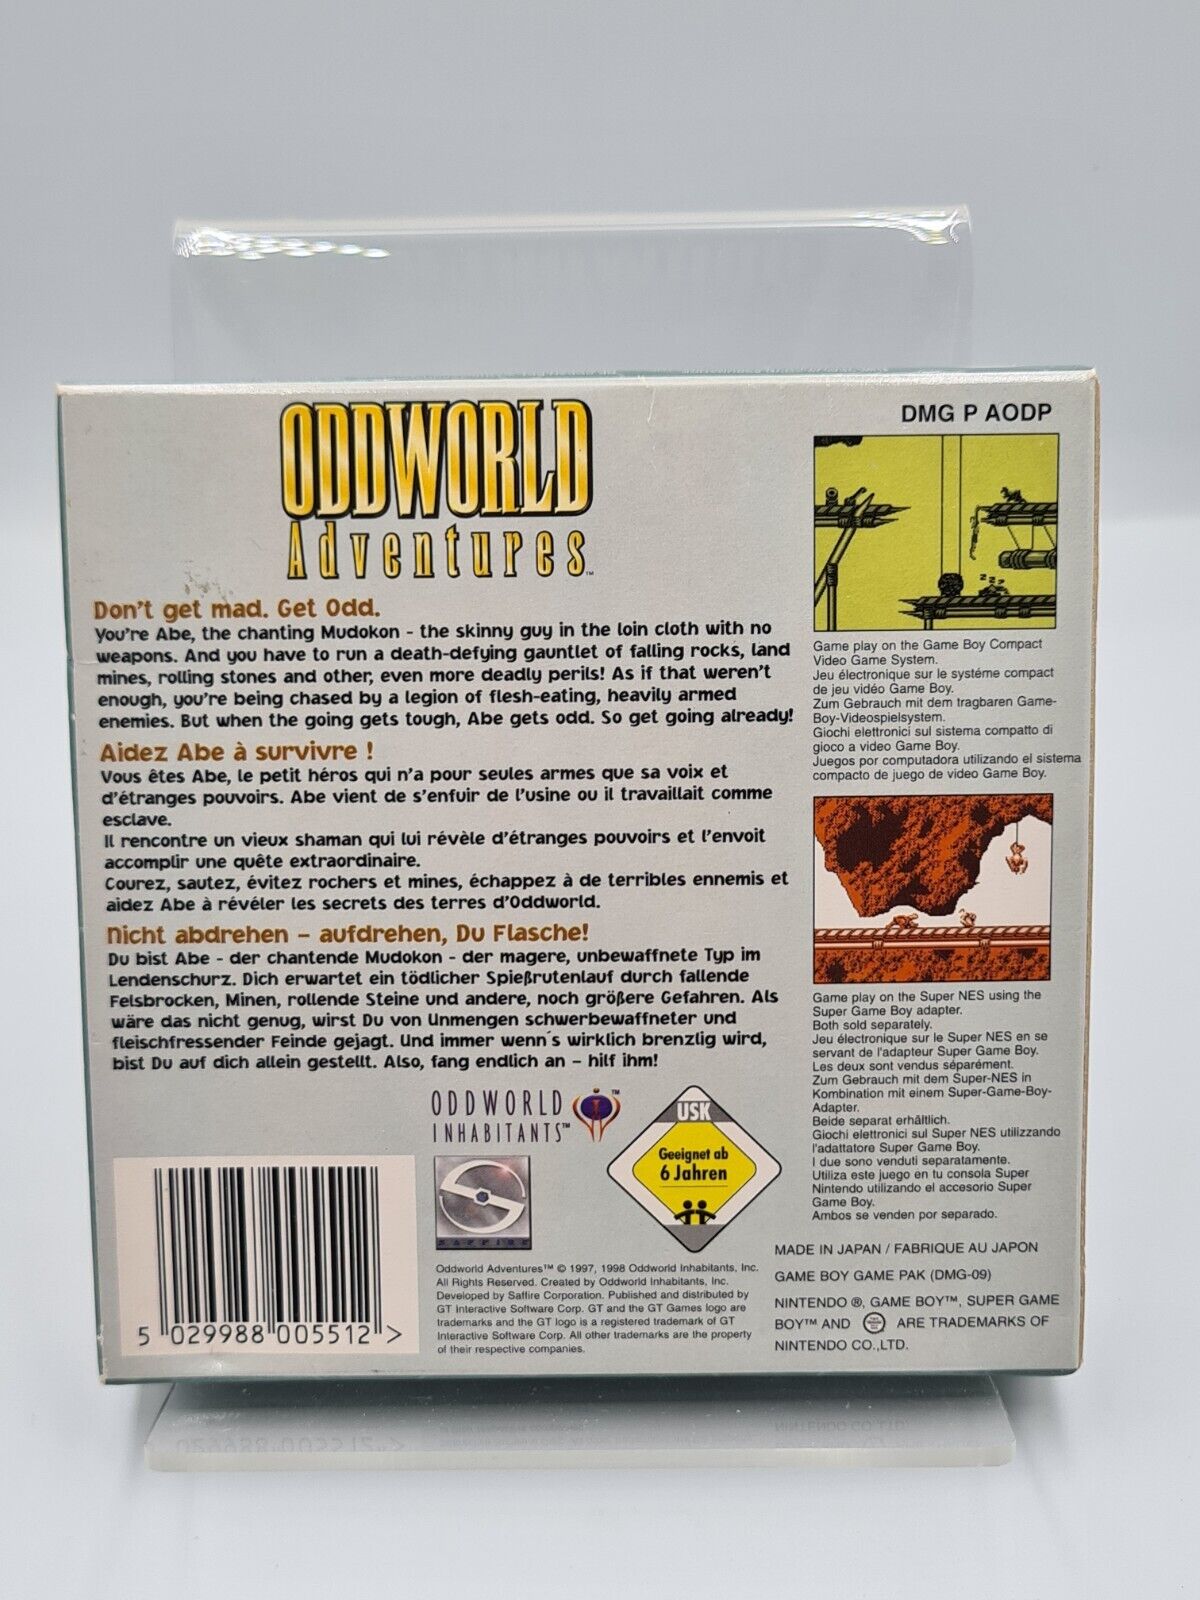 ODDWORLD
Adventures™
Don't get mad. Get Odd.
You're Abe, the chanting Mudokon - the skinny guy in the loin cloth with no
weapons. And you have to run a death-defying gauntlet of falling rocks, land
mines, rolling stones and other, even more deadly perils! As if that weren't
enough, you're being chased by a legion of flesh-eating, heavily armed
enemies. But when the going gets tough, Abe gets odd. So get going already!
Aidez Abe à survivre !
Vous êtes Abe, le petit héros qui n'a pour seules armes que sa voix et
d'étranges pouvoirs. Abe vient de s'enfuir de l'usine ou il travaillait comme
esclave.
Il rencontre un vieux shaman qui lui révèle d'étranges pouvoirs et l'envoit
accomplir une quête extraordinaire.
Courez, sautez, évitez rochers et mines, échappez à de terribles ennemis et
aidez Abe à révéler les secrets des terres d'Oddworld.
Nicht abdrehen – aufdrehen, Du Flasche!
Du bist Abe - der chantende Mudokon - der magere, unbewaffnete Typ im
Lendenschurz. Dich erwartet ein tödlicher Spießrutenlauf durch fallende
Felsbrocken, Minen, rollende Steine und andere, noch größere Gefahren. Als
wäre das nicht genug, wirst Du von Unmengen schwerbewaffneter und
fleischfressender Feinde gejagt. Und immer wenn´s wirklich brenzlig wird,
bist Du auf dich allein gestellt. Also, fang endlich an – hilf ihm!
ODDWORLD ™
INHABITANTS™
SAFFIRE
USK
Geeignet ab
6 Jahren
5 029988 005512 >
Oddworld Adventures™ © 1997, 1998 Oddworld Inhabitants, Inc.
All Rights Reserved. Created by Oddworld Inhabitants, Inc.
Developed by Saffire Corporation. Published and distributed by
GT Interactive Software Corp. GT and the GT Games logo are
trademarks and the GT logo is a registered trademark of GT
Interactive Software Corp. All other trademarks are the property
of their respective companies.
DMG P AODP
z z z
Game play on the Game Boy Compact
Video Game System.
Jeu électronique sur le systéme compact
de jeu vidéo Game Boy.
Zum Gebrauch mit dem tragbaren Game-
Boy-Videospielsystem.
Giochi elettronici sul sistema compatto di
gioco a video Game Boy.
Juegos por computadora utilizando el sistema
compacto de juego de video Game Boy.
Game play on the Super NES using the
Super Game Boy adapter.
Both sold separately.
Jeu électronique sur le Super NES en se
servant de l'adapteur Super Game Boy.
Les deux sont vendus séparément.
Zum Gebrauch mit dem Super-NES in
Kombination mit einem Super-Game-Boy-
Adapter.
Beide separat erhältlich.
Giochi elettronici sul Super NES utilizzando
l'adattatore Super Game Boy.
I due sono venduti separatamente.
Utiliza este juego en tu consola Super
Nintendo utilizando el accesorio Super
Game Boy.
Ambos se venden por separado.
MADE IN JAPAN / FABRIQUE AU JAPON
GAME BOY GAME PAK (DMG-09)
NINTENDO ®, GAME BOY™, SUPER GAME
BOY™ AND ARE TRADEMARKS OF
NINTENDO CO.,LTD.